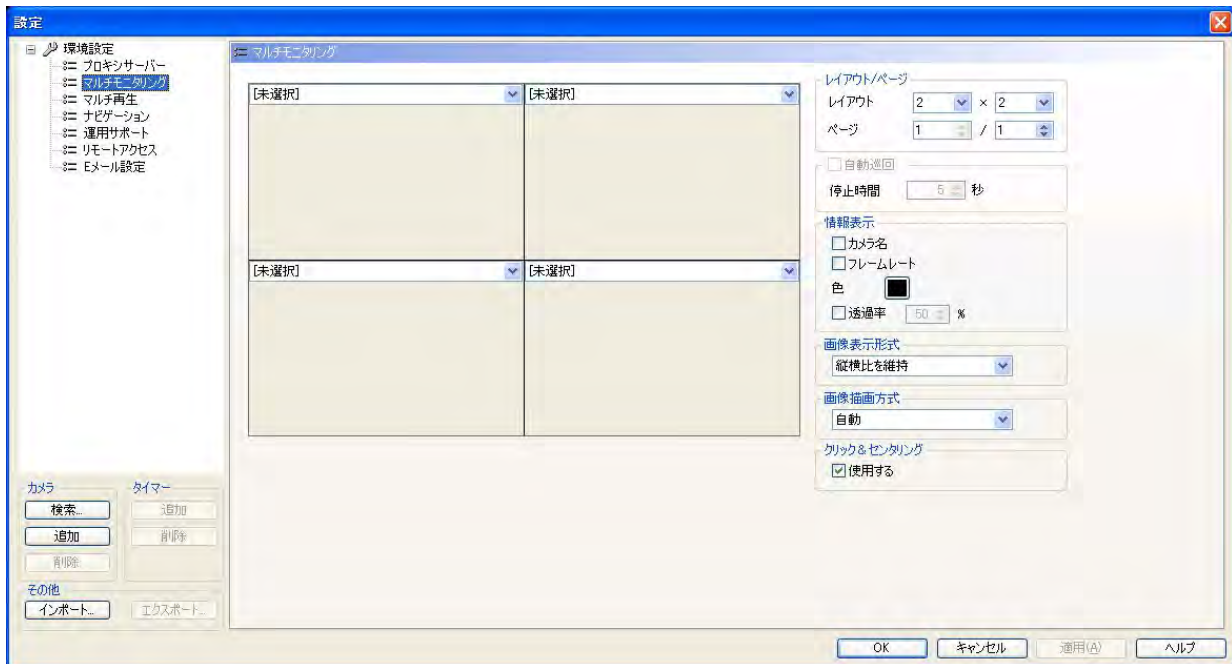 設定
環境設定
プロキシサーバー
マルチモニタリング
マルチ再生
ナビゲーション
運用サポート
リモートアクセス
Eメール設定
カメラ
タイマー
検索...
追加
追加
削除
削除
その他
インポート...
エクスポート...
マルチモニタリング
[未選択]
[未選択]
[未選択]
[未選択]
レイアウト/ページ
レイアウト 2 × 2
ページ 1 / 1
自動巡回
停止時間 5 秒
情報表示
カメラ名
フレームレート
色
透過率 50 %
画像表示形式
縦横比を維持
画像描画方式
自動
クリック&センタリング
使用する
OK キャンセル 適用(A) ヘルプ